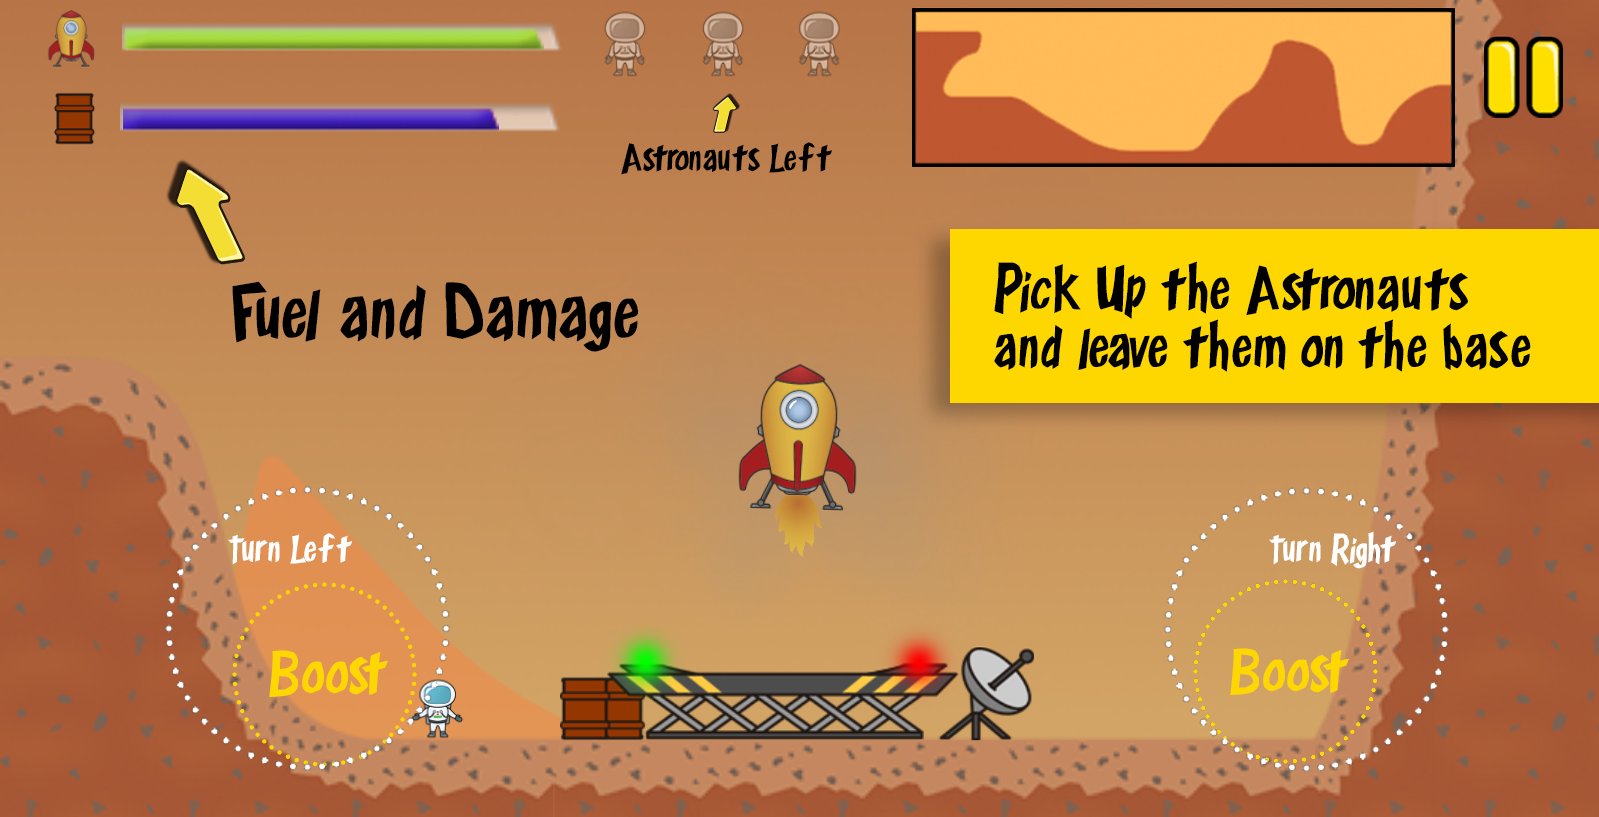 Astronauts Left
Fuel and Damage
Pick Up the Astronauts
and leave them on the base
Turn Left
Boost
Turn Right
Boost